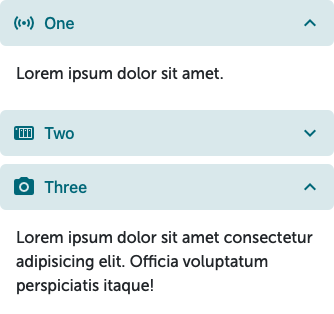 One
Lorem ipsum dolor sit amet.
Two
Three
Lorem ipsum dolor sit amet consectetur
adipisicing elit. Officia voluptatum
perspiciatis itaque!